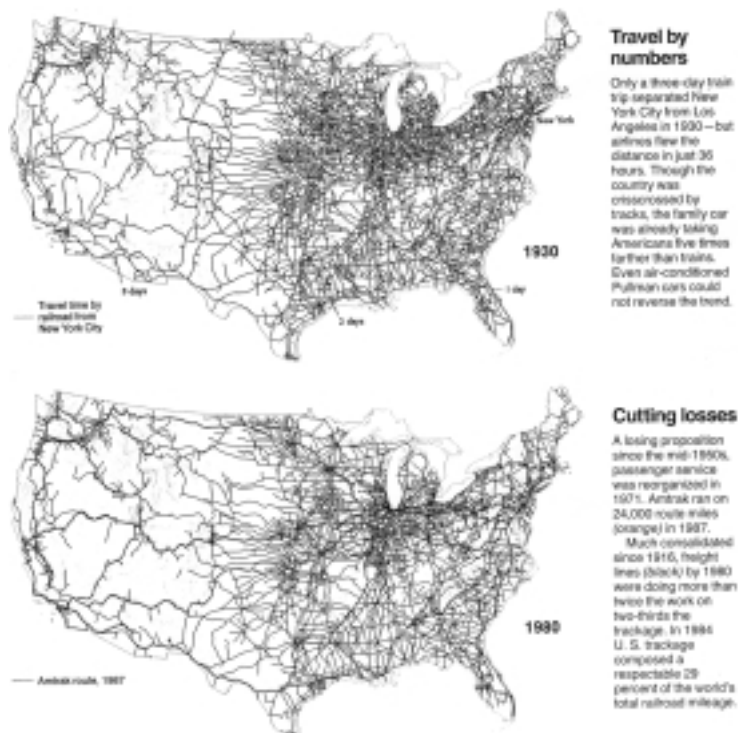 Travel by
numbers
Only a three-day train
trip separated New
York City from Los
Angeles in 1930—but
airlines flew the
distance in just 36
hours. Though the
country was
crisscrossed by
tracks, the family car
was already taking
Americans five times
farther than trains.
Even air-conditioned
Pullman cars could
not reverse the trend.
New York
1930
3 days
1 day
2 days
Travel time by
railroad from
New York City
Cutting losses
A losing proposition
since the mid-1950s,
passenger service
was reorganized in
1971. Amtrak ran on
24,000 route miles
(orange) in 1987.
Much consolidated
since 1916, freight
lines (black) by 1980
were doing more than
twice the work on
two-thirds the
trackage. In 1984
U. S. trackage
composed a
respectable 29
percent of the world's
total railroad mileage.
1980
Amtrak route, 1987